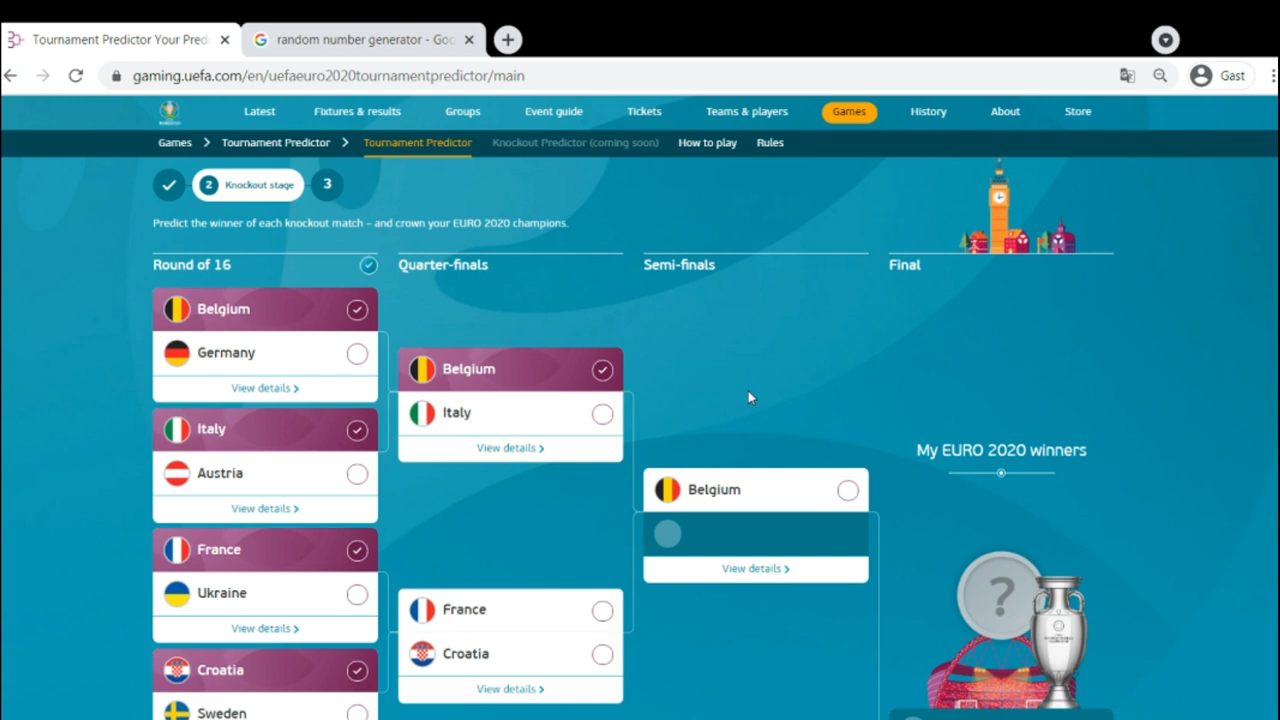 Tournament Predictor Your Pred
random number generator - Goo
gaming.uefa.com/en/uefaeuro2020tournamentpredictor/main
Gast
Latest Fixtures & results Groups Event guide Tickets Teams & players Games History About Store
Games Tournament Predictor Tournament Predictor Knockout Predictor (coming soon) How to play Rules
2 Knockout stage 3
Predict the winner of each knockout match – and crown your EURO 2020 champions.
Round of 16 Quarter-finals Semi-finals Final
Belgium
Germany
View details
Italy
Austria
View details
France
Ukraine
View details
Croatia
Sweden
Belgium
Italy
View details
France
Croatia
View details
Belgium
View details
My EURO 2020 winners
?